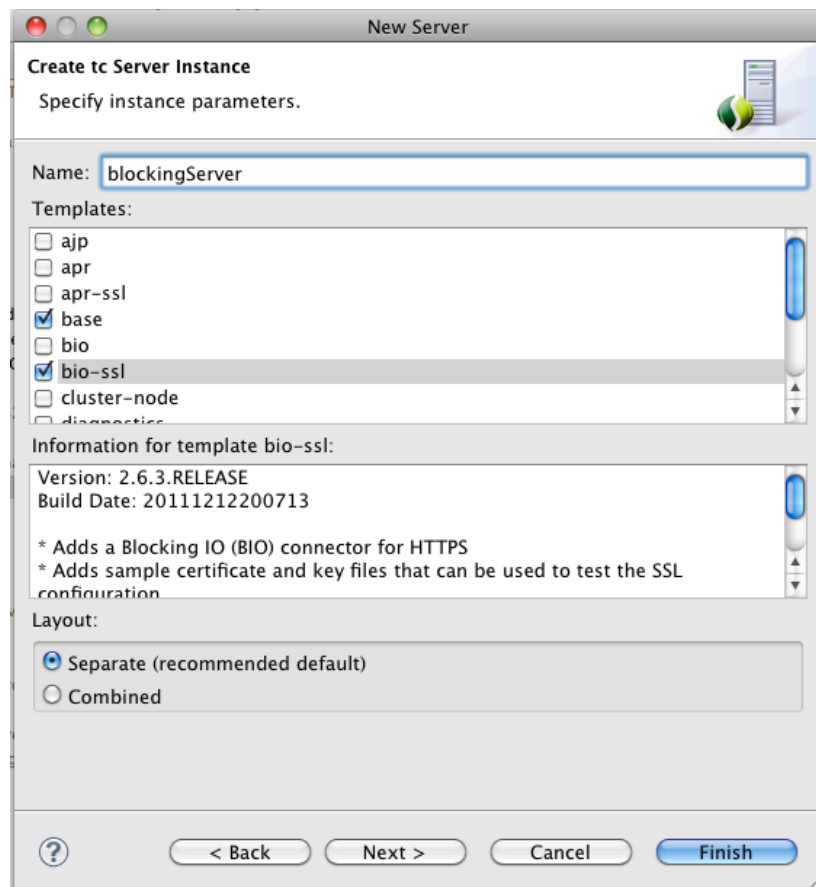 New Server
Create tc Server Instance
Specify instance parameters.
Name: blockingServer
Templates:
ajp
apr
apr-ssl
base
bio
bio-ssl
cluster-node
diagnostics
Information for template bio-ssl:
Version: 2.6.3.RELEASE
Build Date: 20111212200713
* Adds a Blocking IO (BIO) connector for HTTPS
* Adds sample certificate and key files that can be used to test the SSL
configuration
Layout:
Separate (recommended default)
Combined
?
< Back
Next >
Cancel
Finish